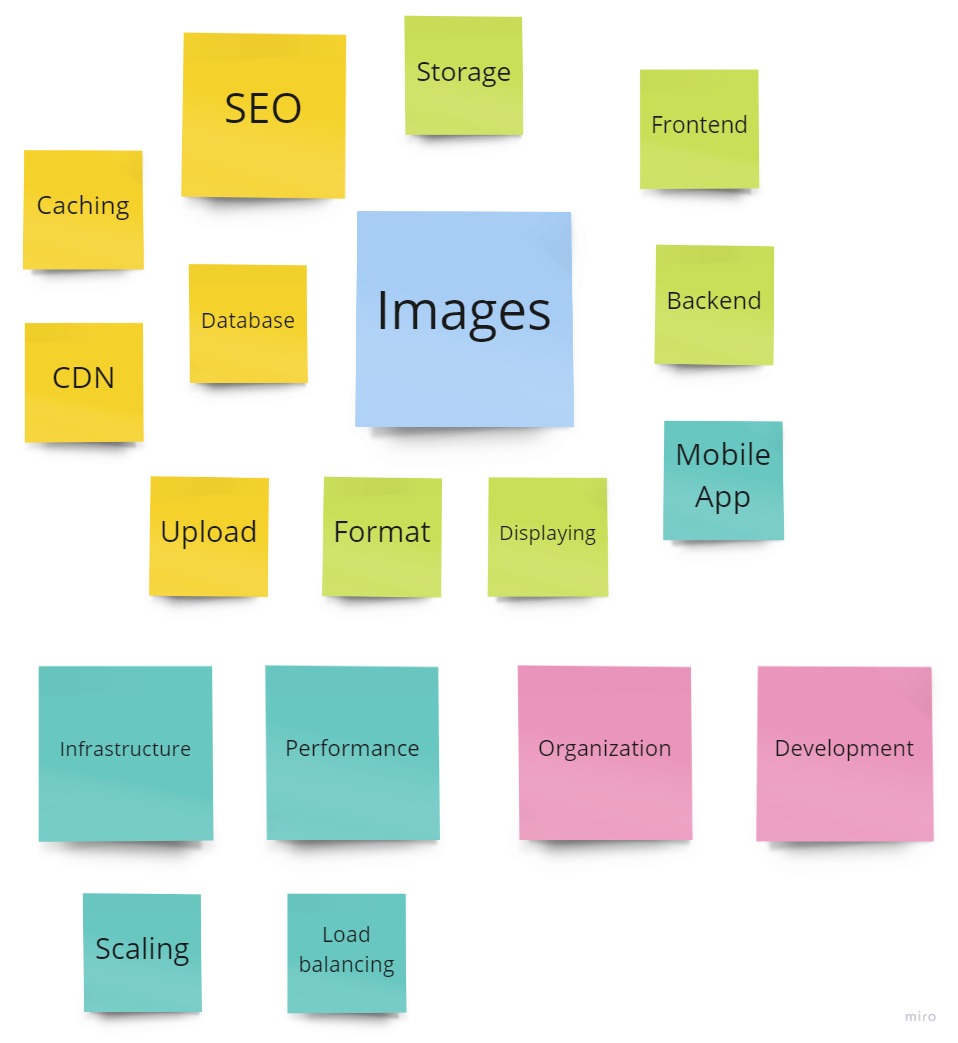 Storage
SEO
Frontend
Caching
Images
Backend
Database
CDN
Mobile
App
Upload
Format
Displaying
Infrastructure
Performance
Organization
Development
Scaling
Load
balancing
miro